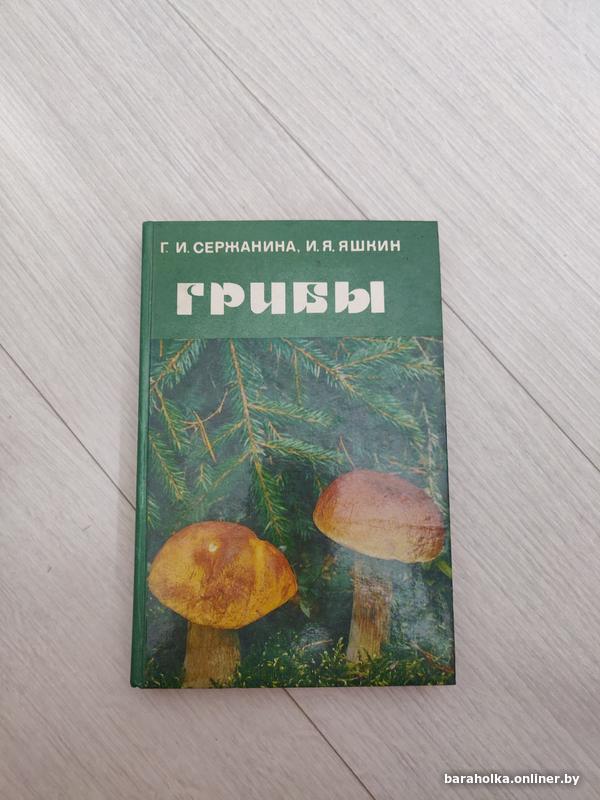 Г. И. СЕРЖАНИНА, И. Я. ЯШКИН
ГРИБЫ
baraholka.onliner.by